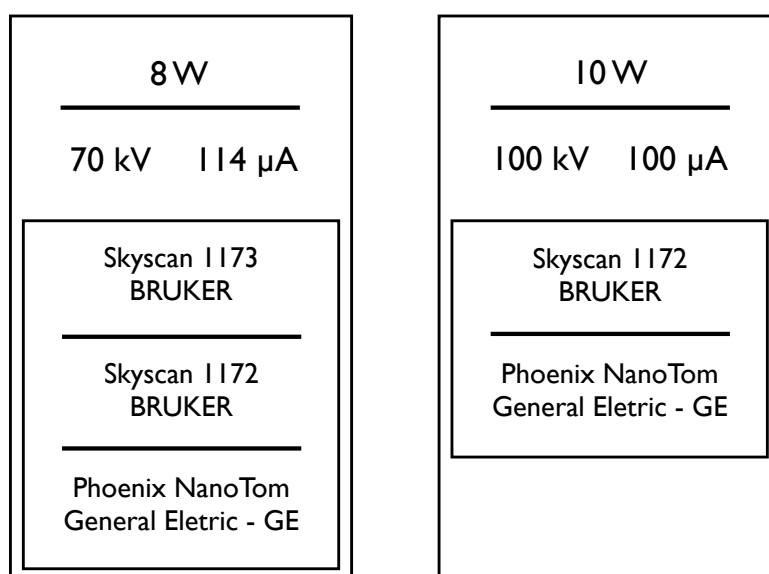 8 W
70 kV 114 µA
Skyscan 1173
BRUKER
Skyscan 1172
BRUKER
Phoenix NanoTom
General Eletric - GE
10 W
100 kV 100 µA
Skyscan 1172
BRUKER
Phoenix NanoTom
General Eletric - GE